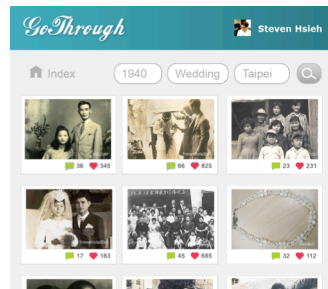 GoThrough
Steven Hsieh
Index
1940
Wedding
Taipei
36 345
66 825
23 231
17 183
45 685
32 112